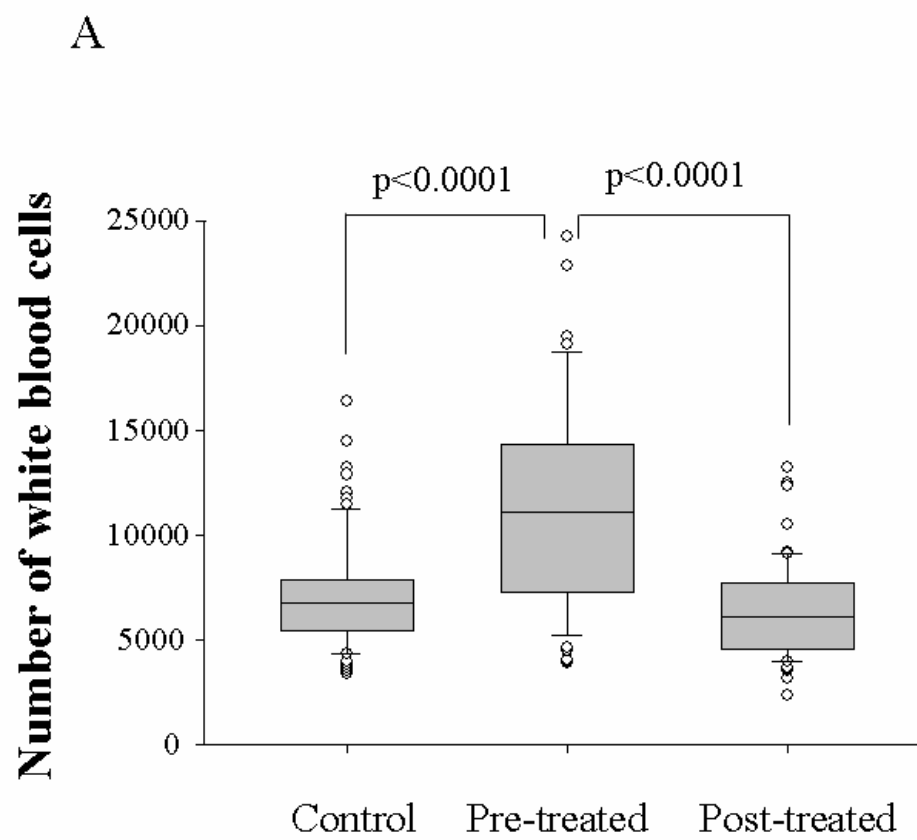 A
p<0.0001
p<0.0001
Number of white blood cells
25000
20000
15000
10000
5000
0
Control
Pre-treated
Post-treated